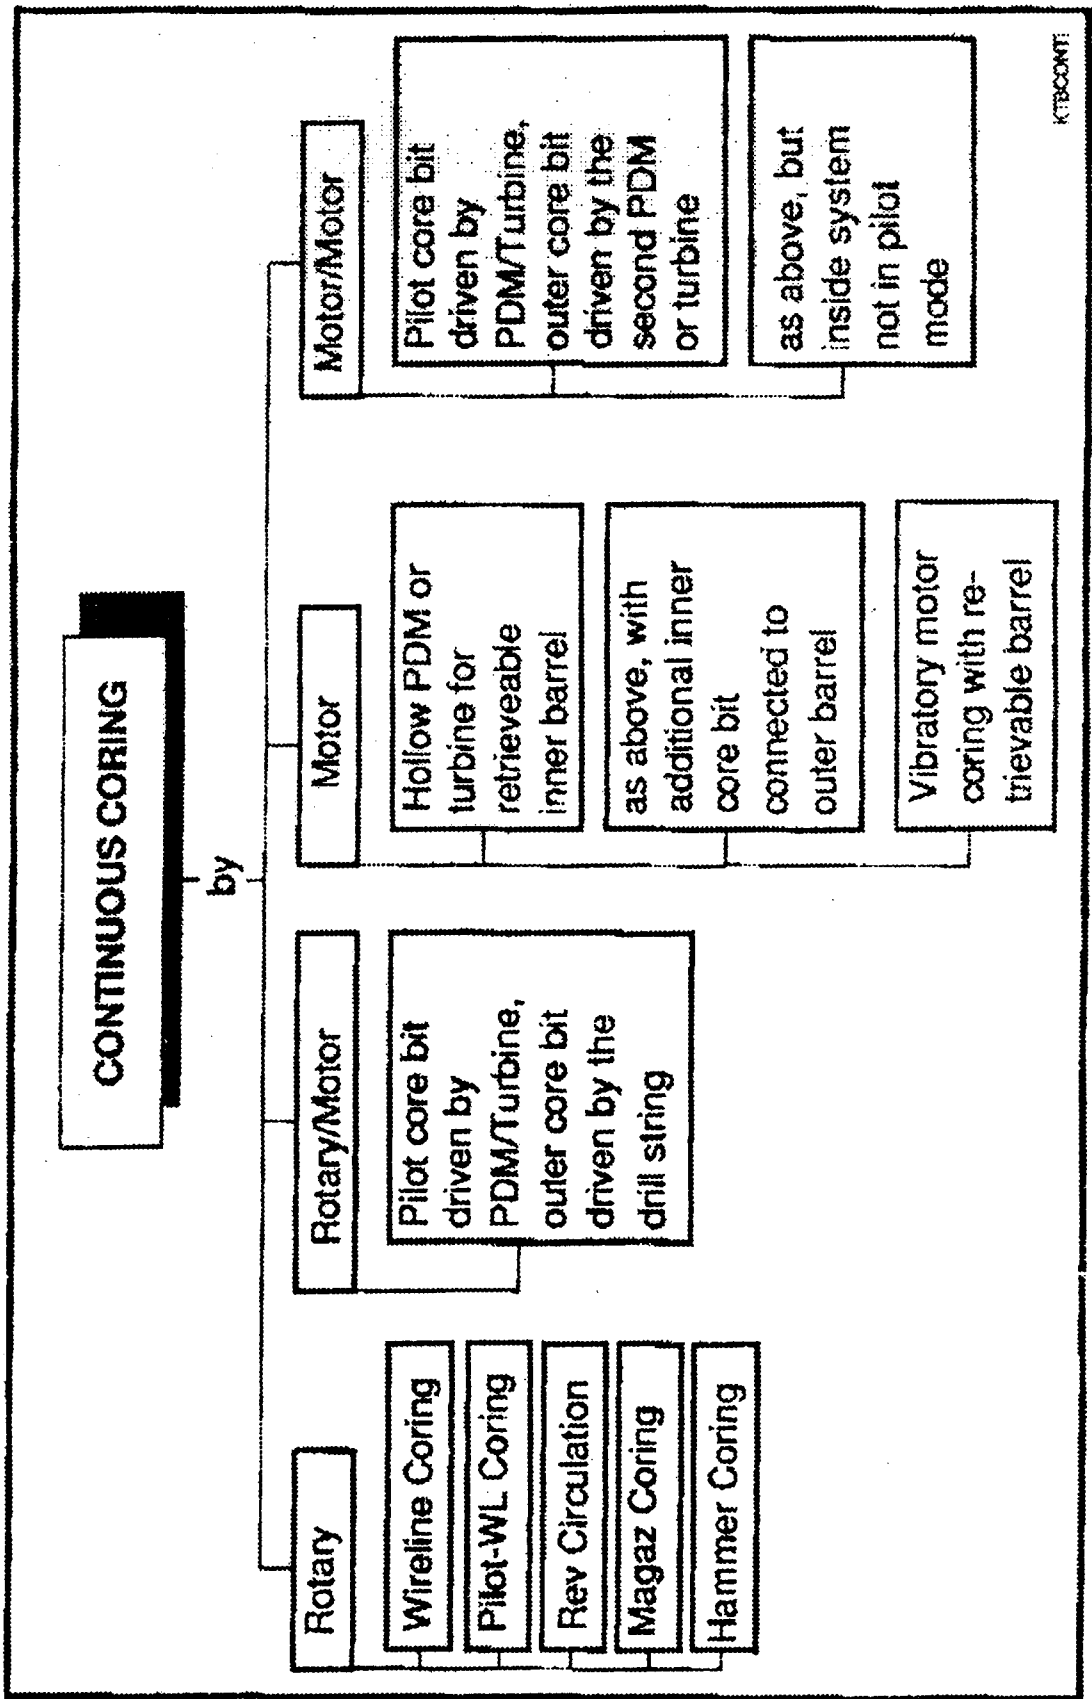 CONTINUOUS CORING
by
Rotary
Wireline Coring
Pilot-WL Coring
Rev Circulation
Magaz Coring
Hammer Coring
Rotary/Motor
Pilot core bit
driven by
PDM/Turbine,
outer core bit
driven by the
drill string
Motor
Hollow PDM or
turbine for
retrieveable
inner barrel
as above, with
additional inner
core bit
connected to
outer barrel
Vibratory motor
coring with re-
trievable barrel
Motor/Motor
Pilot core bit
driven by
PDM/Turbine,
outer core bit
driven by the
second PDM
or turbine
as above, but
inside system
not in pilot
mode